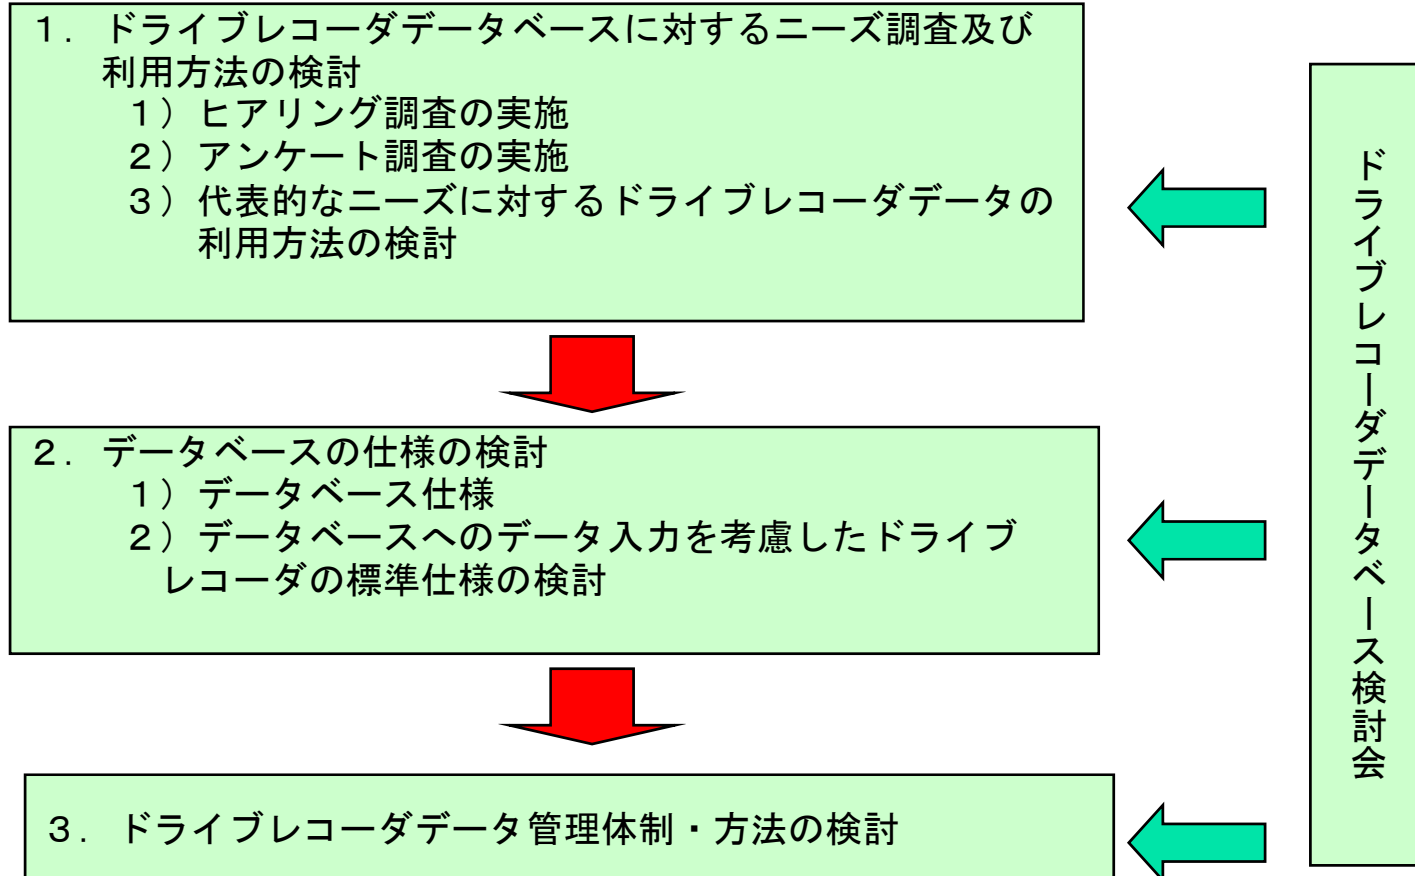 １．ドライブレコーダデータベースに対するニーズ調査及び
利用方法の検討
１）ヒアリング調査の実施
２）アンケート調査の実施
３）代表的なニーズに対するドライブレコーダデータの
利用方法の検討
２．データベースの仕様の検討
１）データベース仕様
２）データベースへのデータ入力を考慮したドライブ
レコーダの標準仕様の検討
３．ドライブレコーダデータ管理体制・方法の検討
ドライブレコーダデータベース検討会